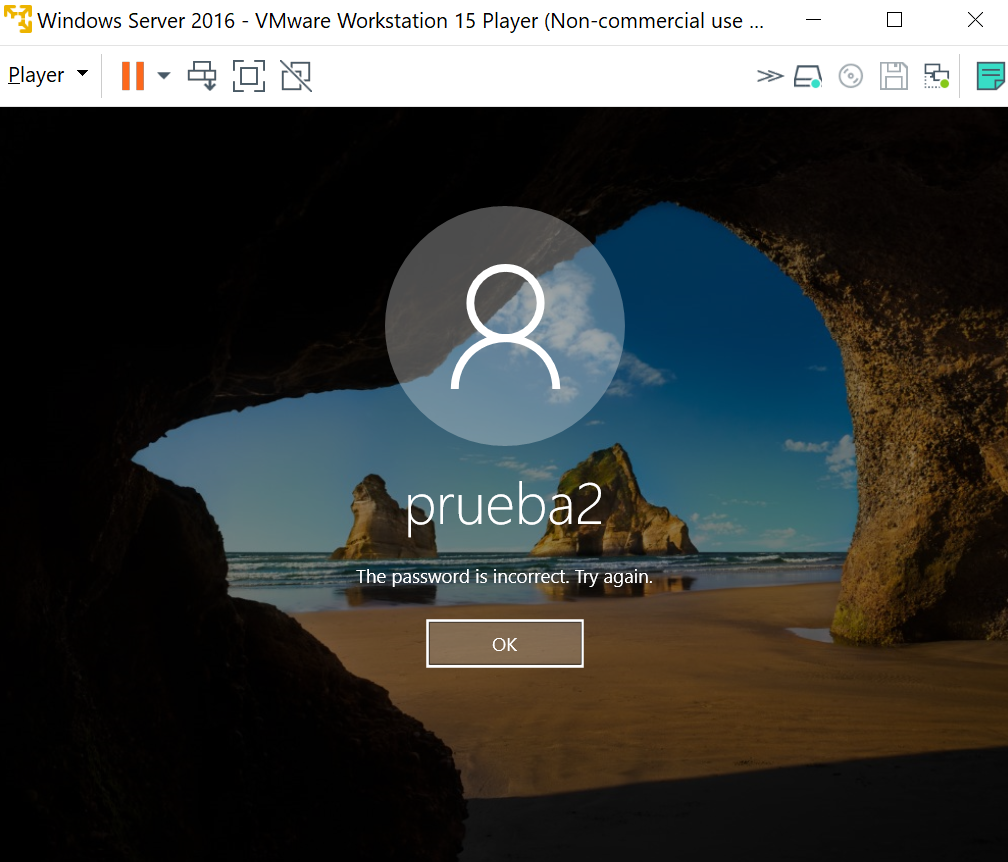 Windows Server 2016 - VMware Workstation 15 Player (Non-commercial use ...
Player
prueba2
The password is incorrect. Try again.
OK